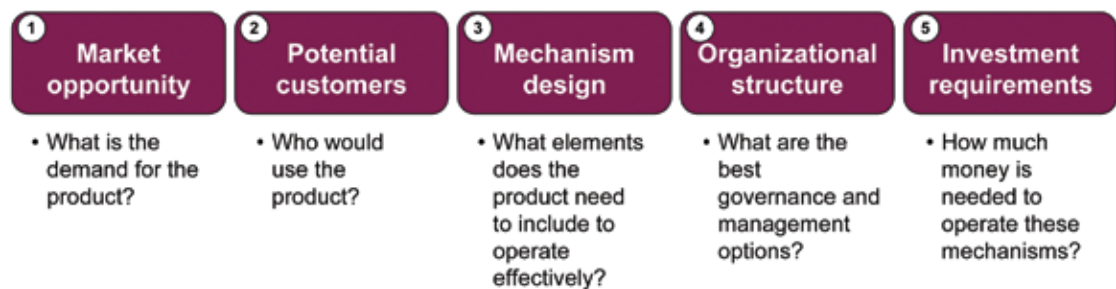 1
Market
opportunity
• What is the
demand for the
product?
2
Potential
customers
• Who would
use the
product?
3
Mechanism
design
• What elements
does the
product need
to include to
operate
effectively?
4
Organizational
structure
• What are the
best
governance and
management
options?
5
Investment
requirements
• How much
money is
needed to
operate these
mechanisms?